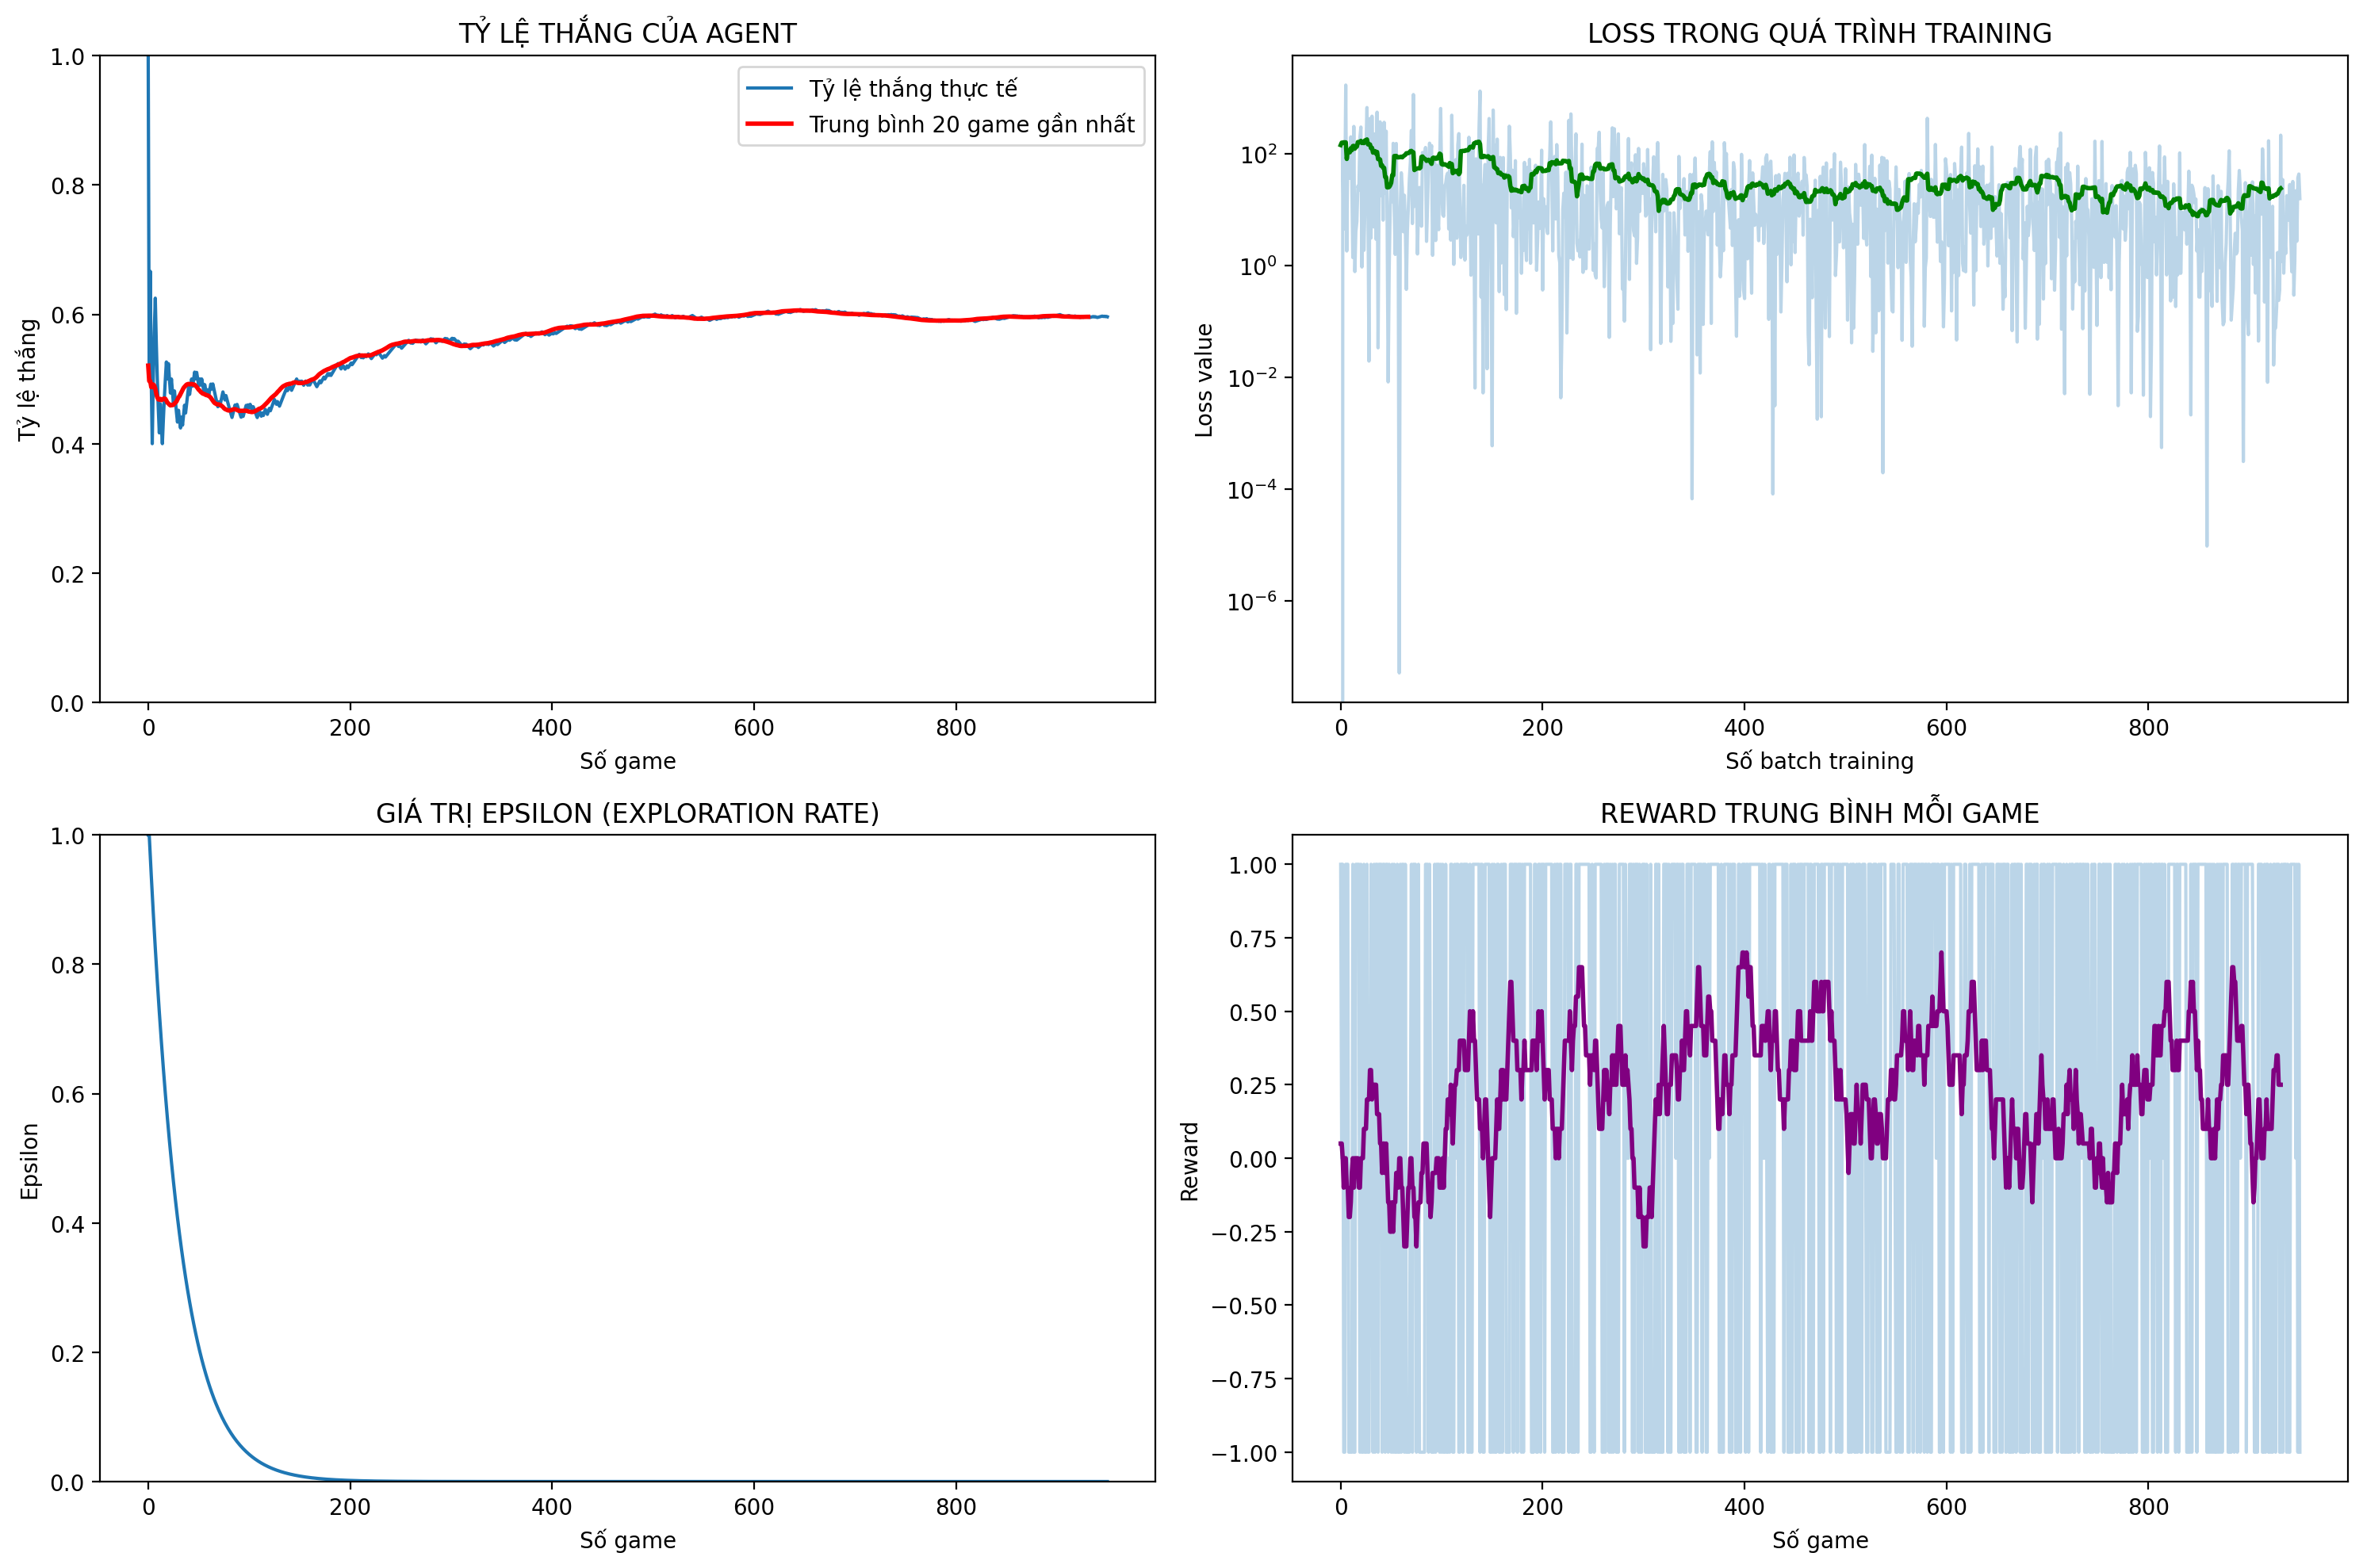 TỶ LỆ THẮNG CỦA AGENT
1.0
0.8
0.6
0.4
0.2
0.0
Tỷ lệ thắng
Tỷ lệ thắng thực tế
Trung bình 20 game gần nhất
0 200 400 600 800
Số game
LOSS TRONG QUÁ TRÌNH TRAINING
10²
10⁰
10⁻²
10⁻⁴
10⁻⁶
Loss value
0 200 400 600 800
Số batch training
GIÁ TRỊ EPSILON (EXPLORATION RATE)
1.0
0.8
0.6
0.4
0.2
0.0
Epsilon
0 200 400 600 800
Số game
REWARD TRUNG BÌNH MỖI GAME
1.00
0.75
0.50
0.25
0.00
−0.25
−0.50
−0.75
−1.00
Reward
0 200 400 600 800
Số game